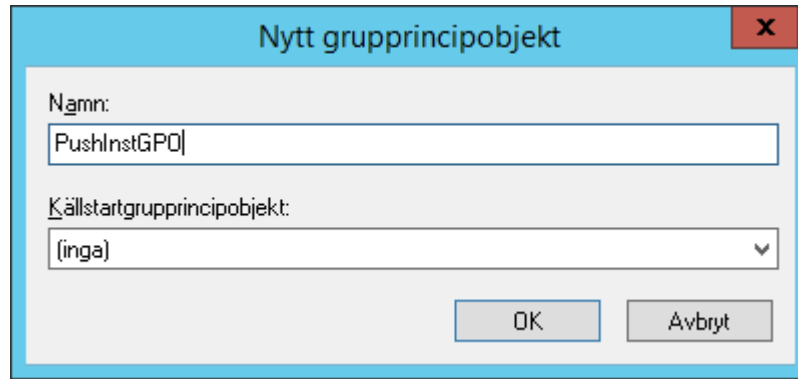 Nytt grupprincipobjekt
x
Namn:
PushInstGPO
Källstartgrupprincipobjekt:
(inga)
OK
Avbryt